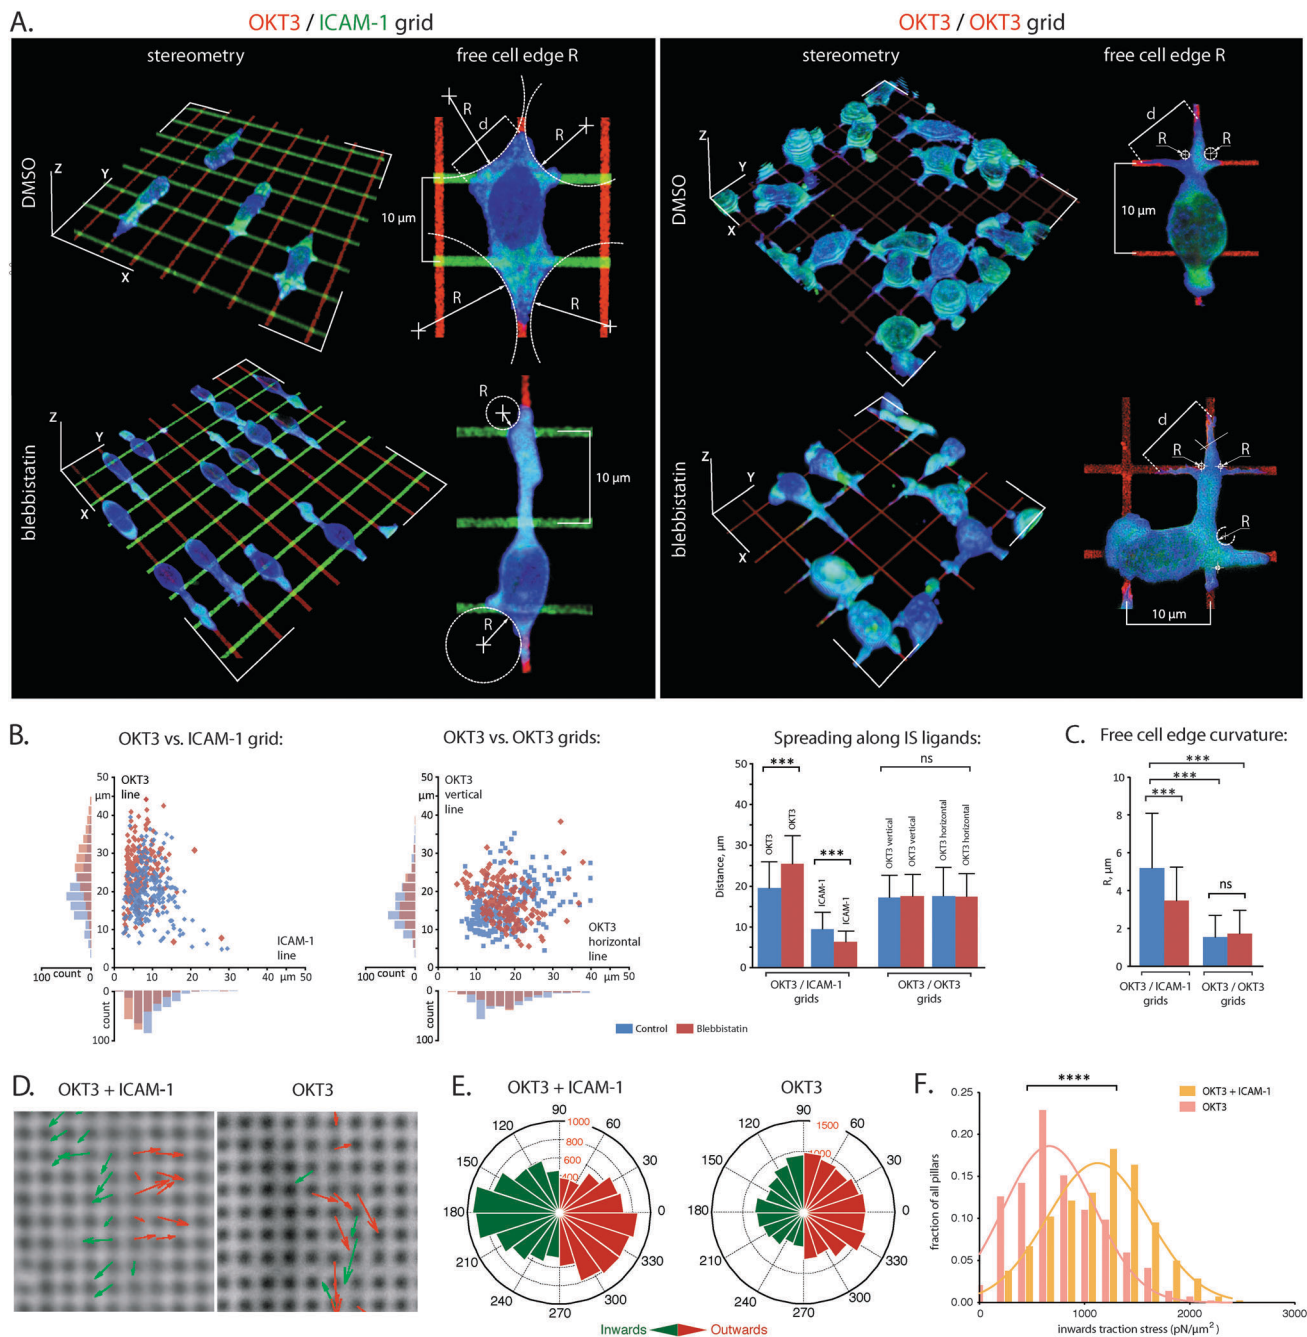 A.
OKT3 / ICAM-1 grid
OKT3 / OKT3 grid
stereometry
free cell edge R
stereometry
free cell edge R
DMSO
Z
Y
X
R
d
R
10 µm
R
R
DMSO
Z
Y
X
d
R
R
10 µm
blebbistatin
Z
Y
X
R
10 µm
R
blebbistatin
Z
Y
X
d
R
R
R
10 µm
B.
OKT3 vs. ICAM-1 grid:
50
µm
40
30
20
10
0
OKT3
line
ICAM-1
line
100
count
0
0
10
20
30
40
µm
50
0
count
100
OKT3 vs. OKT3 grids:
50
µm
40
30
20
10
0
OKT3
vertical
line
OKT3
horizontal
line
100
count
0
0
10
20
30
40
µm
50
0
count
100
Spreading along IS ligands:
Distance, µm
50
40
30
20
10
0
***
***
ns
OKT3
OKT3
ICAM-1
ICAM-1
OKT3 vertical
OKT3 vertical
OKT3 horizontal
OKT3 horizontal
OKT3 / ICAM-1
grids
OKT3 / OKT3
grids
Control
Blebbistatin
C.
Free cell edge curvature:
R, µm
10
8
6
4
2
0
***
***
***
ns
OKT3 / ICAM-1
grids
OKT3 / OKT3
grids
D.
OKT3 + ICAM-1
OKT3
E.
OKT3 + ICAM-1
90
60
30
0
330
300
270
240
210
180
150
120
1000
800
600
400
OKT3
90
60
30
0
330
300
270
240
210
180
150
120
1500
1000
Inwards
Outwards
F.
****
OKT3 + ICAM-1
OKT3
fraction of all pillars
0.25
0.20
0.15
0.10
0.05
0.00
0
1000
2000
3000
inwards traction stress (pN/µm²)